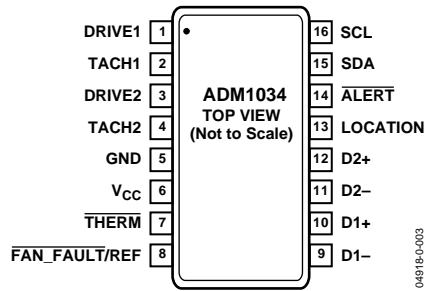 DRIVE1 1
TACH1 2
DRIVE2 3
TACH2 4
GND 5
VCC 6
THERM 7
FAN_FAULT/REF 8
ADM1034
TOP VIEW
(Not to Scale)
16 SCL
15 SDA
14 ALERT
13 LOCATION
12 D2+
11 D2–
10 D1+
9 D1–
04918-0-003